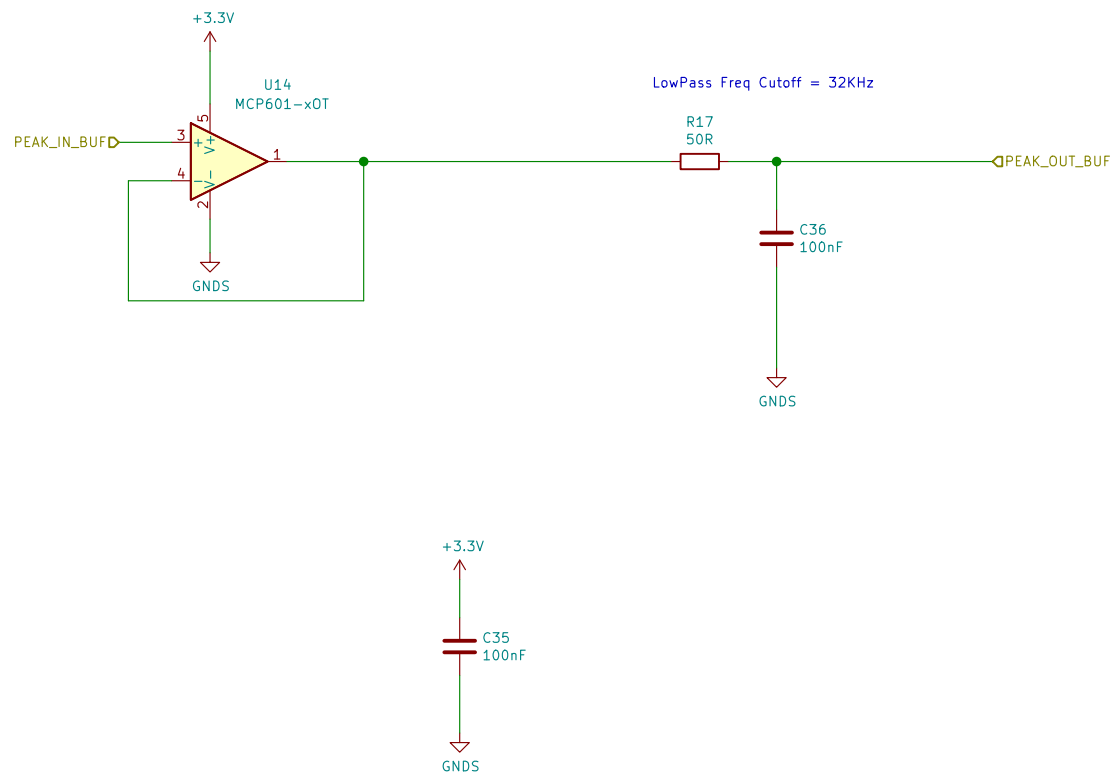 +3.3V
U14
MCP601-xOT
LowPass Freq Cutoff = 32KHz
R17
50R
PEAK_IN_BUF
3
+
5
V+
1
4
-
V-
2
PEAK_OUT_BUF
C36
100nF
GNDS
GNDS
+3.3V
C35
100nF
GNDS